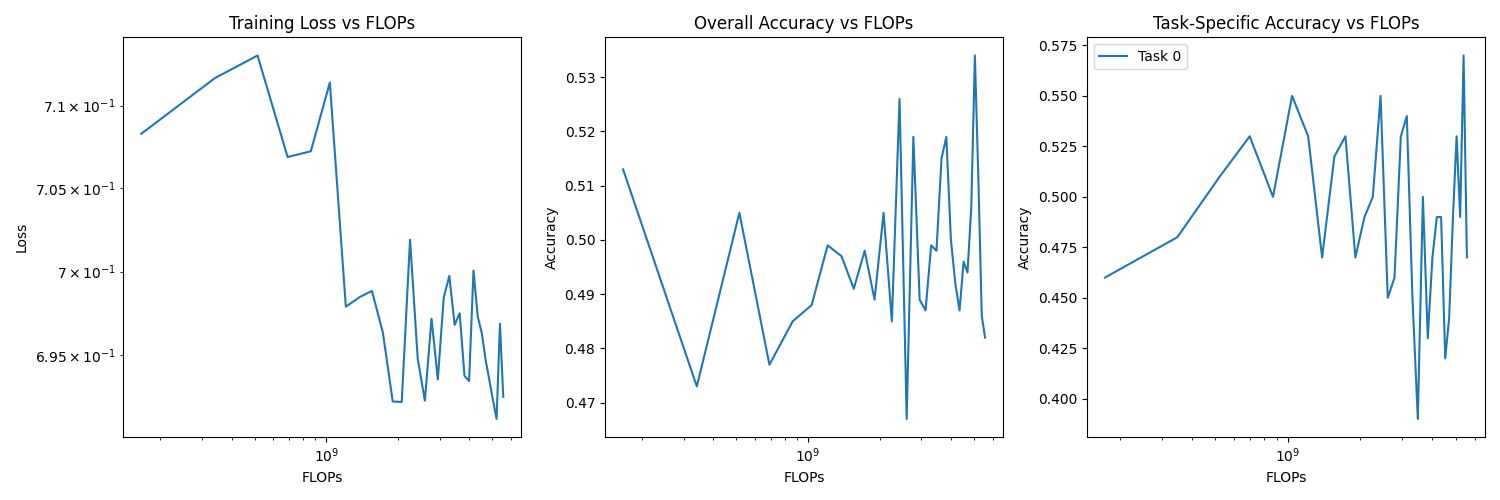 Training Loss vs FLOPs
7.1 × 10⁻¹
7.05 × 10⁻¹
7 × 10⁻¹
6.95 × 10⁻¹
Loss
10⁹
FLOPs
Overall Accuracy vs FLOPs
0.53
0.52
0.51
0.50
0.49
0.48
0.47
Accuracy
10⁹
FLOPs
Task-Specific Accuracy vs FLOPs
Task 0
0.575
0.550
0.525
0.500
0.475
0.450
0.425
0.400
Accuracy
10⁹
FLOPs